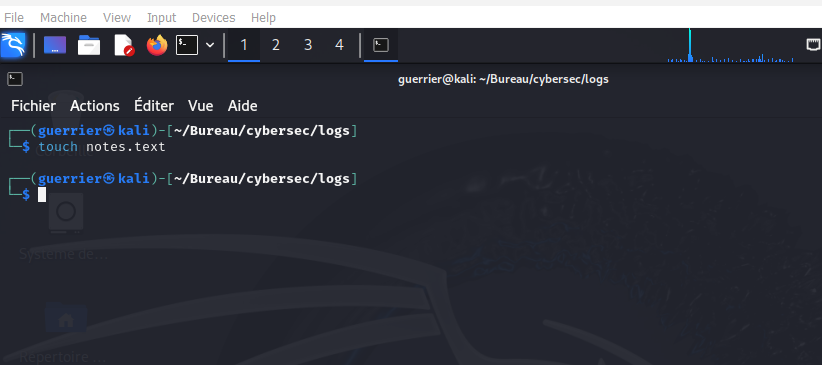 File Machine View Input Devices Help
1 2 3 4
guerrier@kali: ~/Bureau/cybersec/logs
Fichier Actions Éditer Vue Aide
┌──(guerrier㉿kali)-[~/Bureau/cybersec/logs]
└─$ touch notes.text
┌──(guerrier㉿kali)-[~/Bureau/cybersec/logs]
└─$
Système de...
Répertoire ...